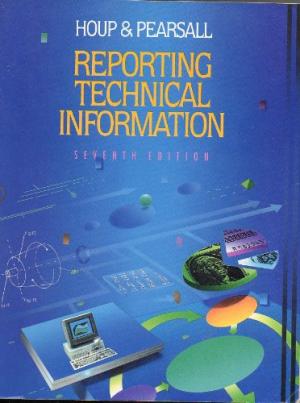 HOUP & PEARSALL
REPORTING
TECHNICAL
INFORMATION
SEVENTH EDITION